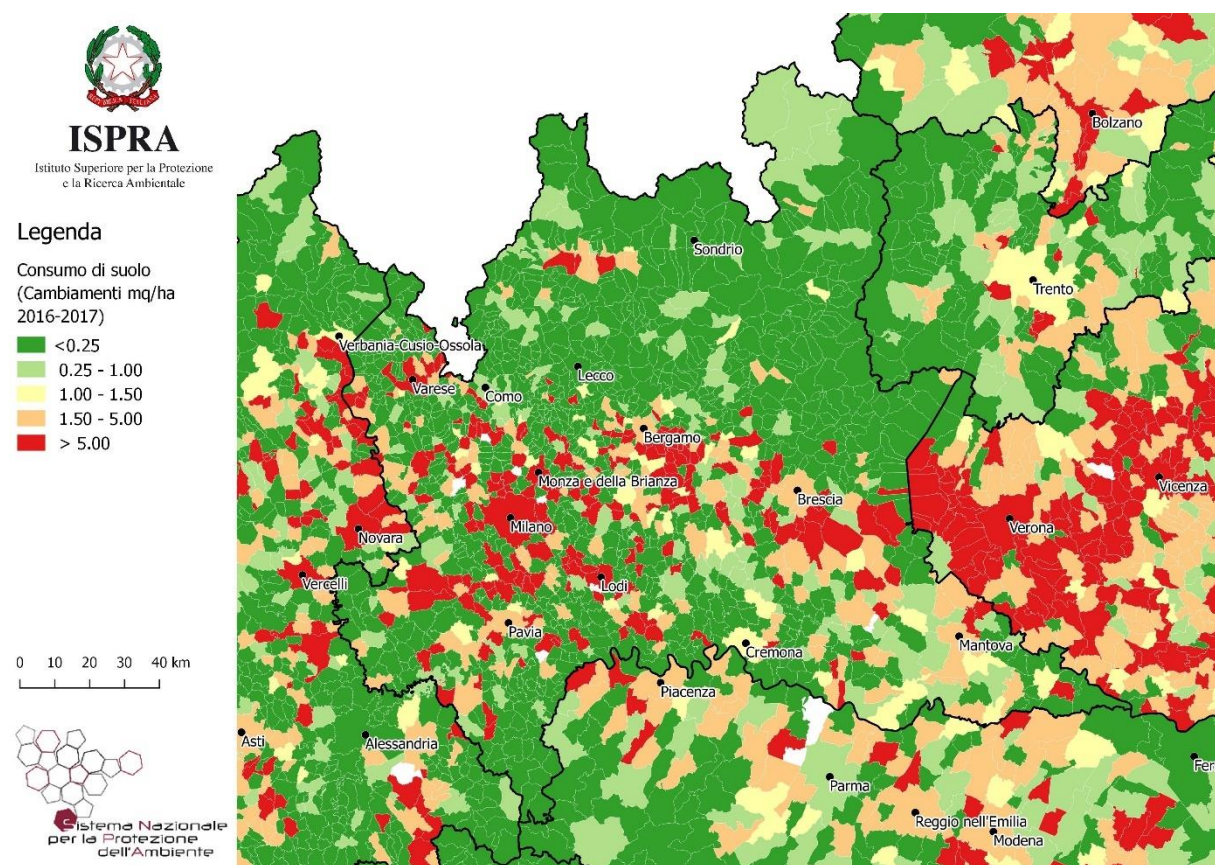 ISPRA
Istituto Superiore per la Protezione
e la Ricerca Ambientale
Legenda
Consumo di suolo
(Cambiamenti mq/ha
2016-2017)
<0.25
0.25 - 1.00
1.00 - 1.50
1.50 - 5.00
> 5.00
0 10 20 30 40 km
Sistema Nazionale
per la Protezione
dell'Ambiente
Bolzano
Sondrio
Trento
Verbania-Cusio-Ossola
Lecco
Varese
Como
Bergamo
Monza e della Brianza
Vicenza
Brescia
Milano
Verona
Novara
Vercelli
Lodi
Pavia
Mantova
Cremona
Piacenza
Asti
Alessandria
Fer
Parma
Reggio nell'Emilia
Modena